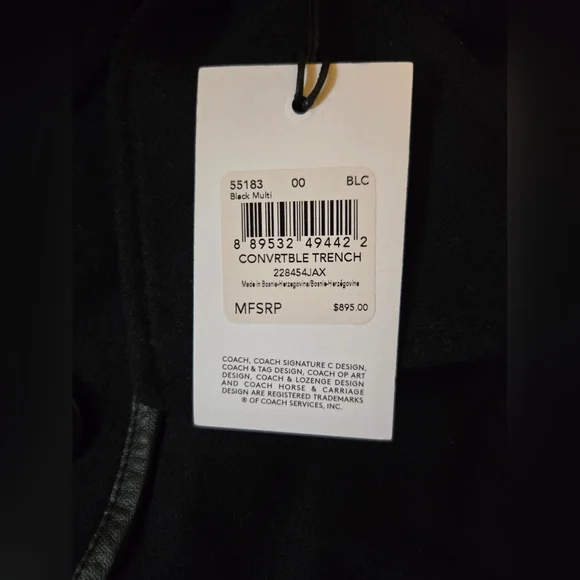 55183 00 BLC
Black Multi
8 89532 49442 2
CONVRTBLE TRENCH
228454JAX
Made in Bosnia-Herzegovina/Bosnie-Herzégovine
MFSRP $895.00
COACH, COACH SIGNATURE C DESIGN,
COACH & TAG DESIGN, COACH OP ART
DESIGN, COACH & LOZENGE DESIGN
AND COACH HORSE & CARRIAGE
DESIGN ARE REGISTERED TRADEMARKS
® OF COACH SERVICES, INC.